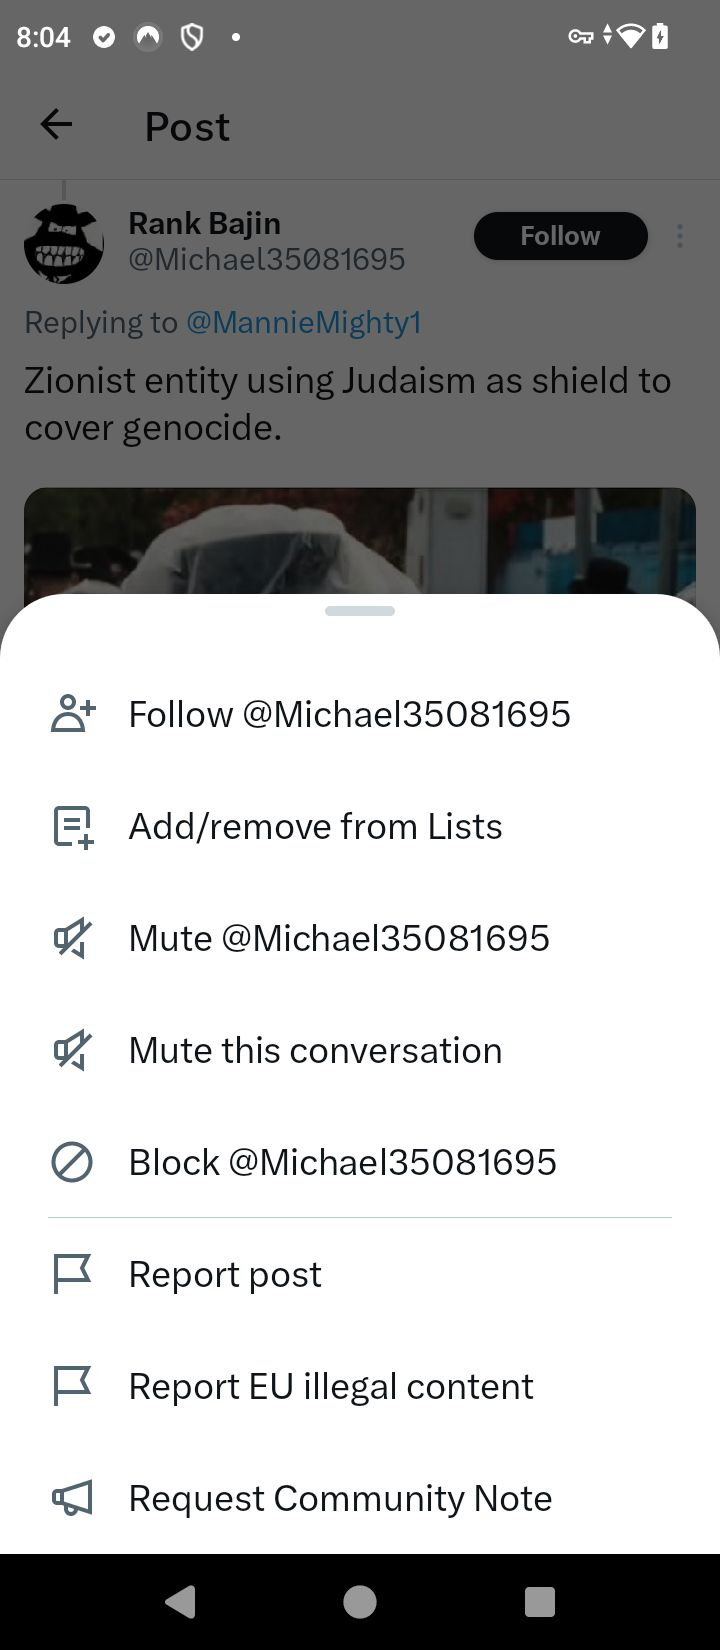 8:04
Post
Rank Bajin
@Michael35081695
Follow
Replying to @MannieMighty1
Zionist entity using Judaism as shield to
cover genocide.
Follow @Michael35081695
Add/remove from Lists
Mute @Michael35081695
Mute this conversation
Block @Michael35081695
Report post
Report EU illegal content
Request Community Note